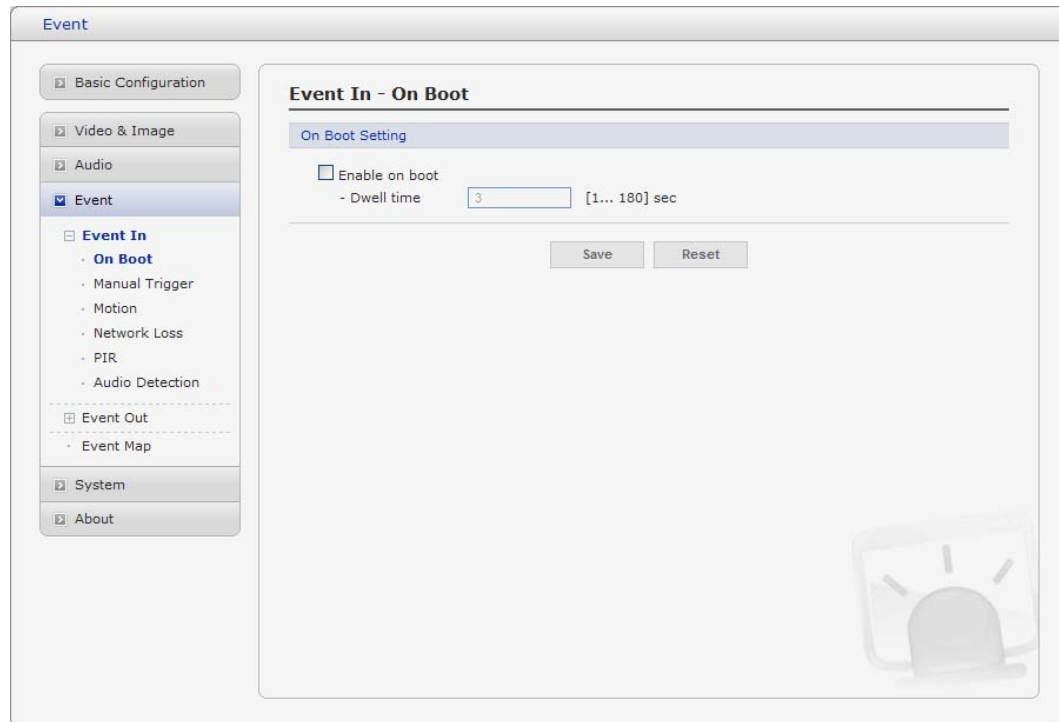 Event
Basic Configuration
Video & Image
Audio
Event
Event In
On Boot
Manual Trigger
Motion
Network Loss
PIR
Audio Detection
Event Out
Event Map
System
About
Event In - On Boot
On Boot Setting
Enable on boot
- Dwell time 3 [1... 180] sec
Save Reset